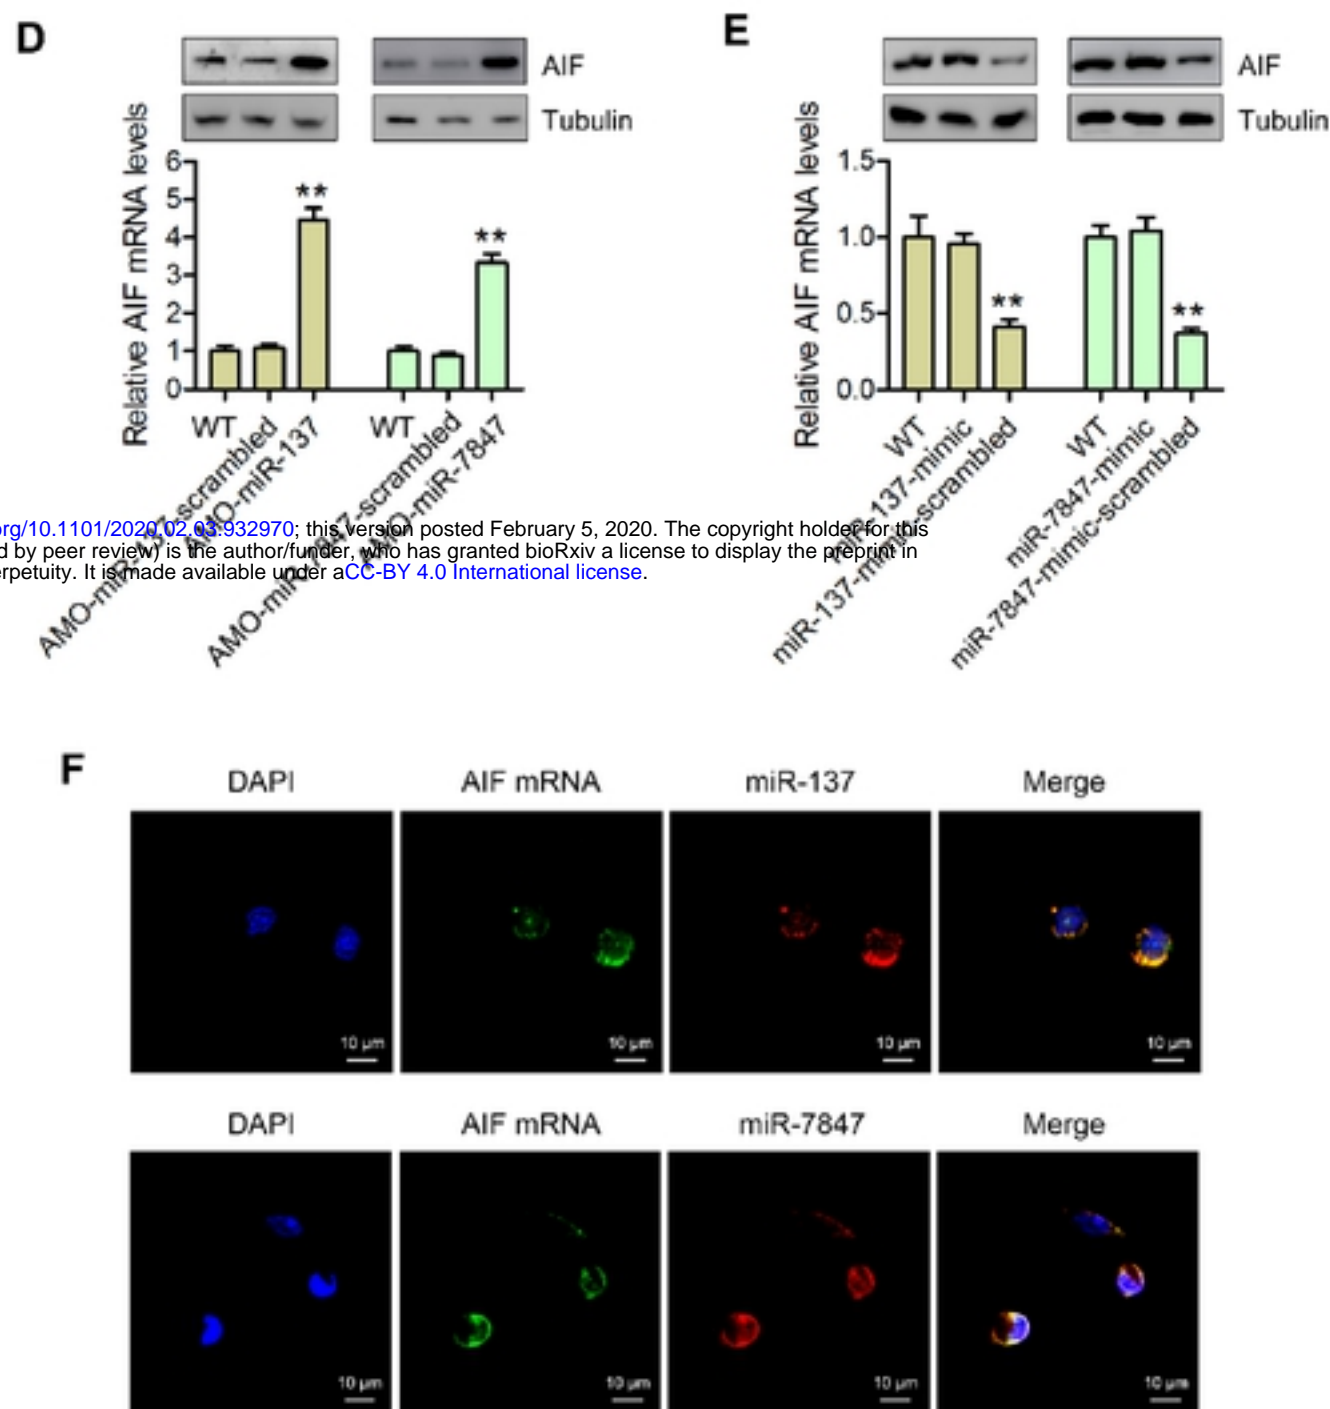 D
AIF
Tubulin
Relative AIF mRNA levels
6
5
4
3
2
1
0
**
**
WT
AMO-miR-137-scrambled
AMO-miR-137
WT
AMO-miR-7847-scrambled
AMO-miR-7847
E
AIF
Tubulin
Relative AIF mRNA levels
1.5
1.0
0.5
0.0
**
**
WT
miR-137-mimic
miR-137-mimic-scrambled
WT
miR-7847-mimic
miR-7847-mimic-scrambled
org/10.1101/2020.02.03.932970; this version posted February 5, 2020. The copyright holder for this
d by peer review) is the author/funder, who has granted bioRxiv a license to display the preprint in
erpetuity. It is made available under aCC-BY 4.0 International license.
F
DAPI AIF mRNA miR-137 Merge
10 µm 10 µm 10 µm 10 µm
DAPI AIF mRNA miR-7847 Merge
10 µm 10 µm 10 µm 10 µm